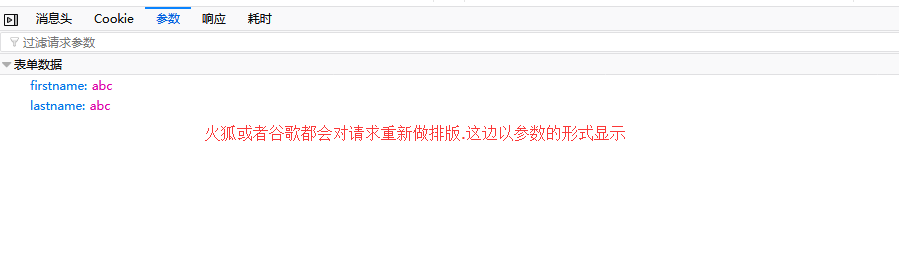 消息头 Cookie 参数 响应 耗时
过滤请求参数
表单数据
firstname: abc
lastname: abc
火狐或者谷歌都会对请求重新做排版.这边以参数的形式显示